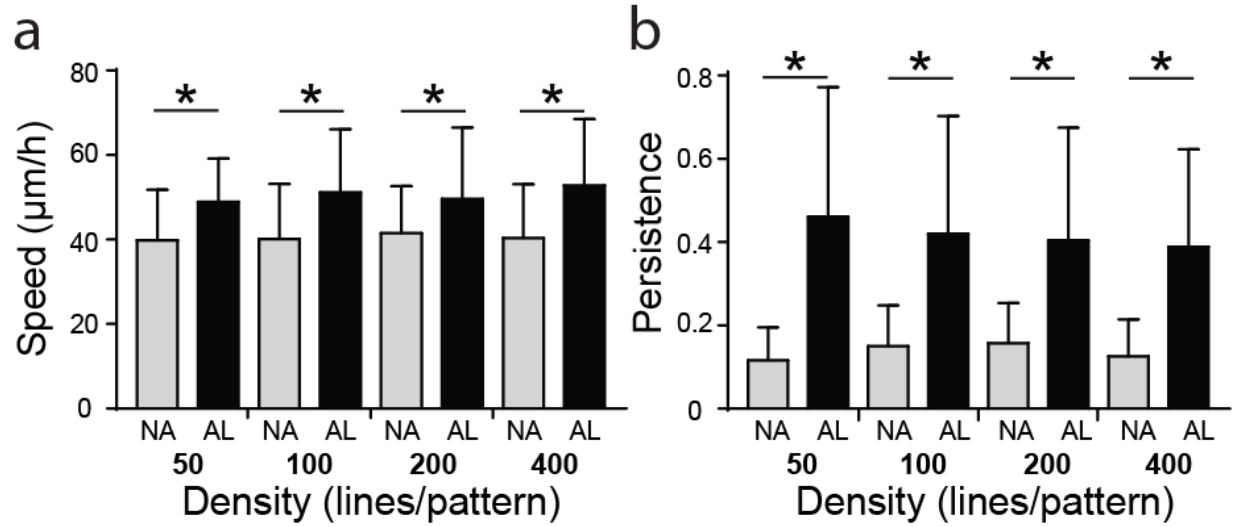 a
*
*
*
*
80
60
40
20
0
Speed (μm/h)
NA AL NA AL NA AL NA AL
50 100 200 400
Density (lines/pattern)
b
*
*
*
*
0.8
0.6
0.4
0.2
0
Persistence
NA AL NA AL NA AL NA AL
50 100 200 400
Density (lines/pattern)